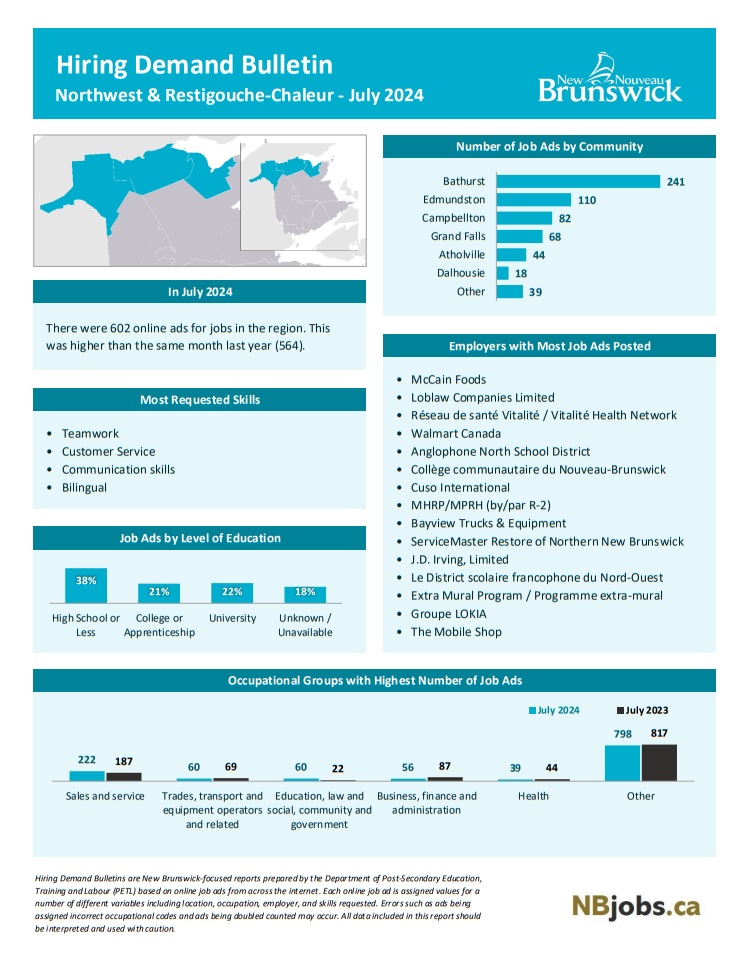 Hiring Demand Bulletin
Northwest & Restigouche-Chaleur - July 2024
New Nouveau
Brunswick
In July 2024
There were 602 online ads for jobs in the region. This
was higher than the same month last year (564).
Most Requested Skills
• Teamwork
• Customer Service
• Communication skills
• Bilingual
Job Ads by Level of Education
38%
21%
22%
18%
High School or
Less
College or
Apprenticeship
University
Unknown /
Unavailable
Number of Job Ads by Community
Bathurst 241
Edmundston 110
Campbellton 82
Grand Falls 68
Atholville 44
Dalhousie 18
Other 39
Employers with Most Job Ads Posted
• McCain Foods
• Loblaw Companies Limited
• Réseau de santé Vitalité / Vitalité Health Network
• Walmart Canada
• Anglophone North School District
• Collège communautaire du Nouveau-Brunswick
• Cuso International
• MHRP/MPRH (by/par R-2)
• Bayview Trucks & Equipment
• ServiceMaster Restore of Northern New Brunswick
• J.D. Irving, Limited
• Le District scolaire francophone du Nord-Ouest
• Extra Mural Program / Programme extra-mural
• Groupe LOKIA
• The Mobile Shop
Occupational Groups with Highest Number of Job Ads
July 2024 July 2023
222 187
60 69
60 22
56 87
39 44
798 817
Sales and service
Trades, transport and
equipment operators
and related
Education, law and
social, community and
government
Business, finance and
administration
Health
Other
Hiring Demand Bulletins are New Brunswick-focused reports prepared by the Department of Post-Secondary Education,
Training and Labour (PETL) based on online job ads from across the internet. Each online job ad is assigned values for a
number of different variables including location, occupation, employer, and skills requested. Errors such as ads being
assigned incorrect occupational codes and ads being doubled counted may occur. All data included in this report should
be interpreted and used with caution.
NBjobs.ca